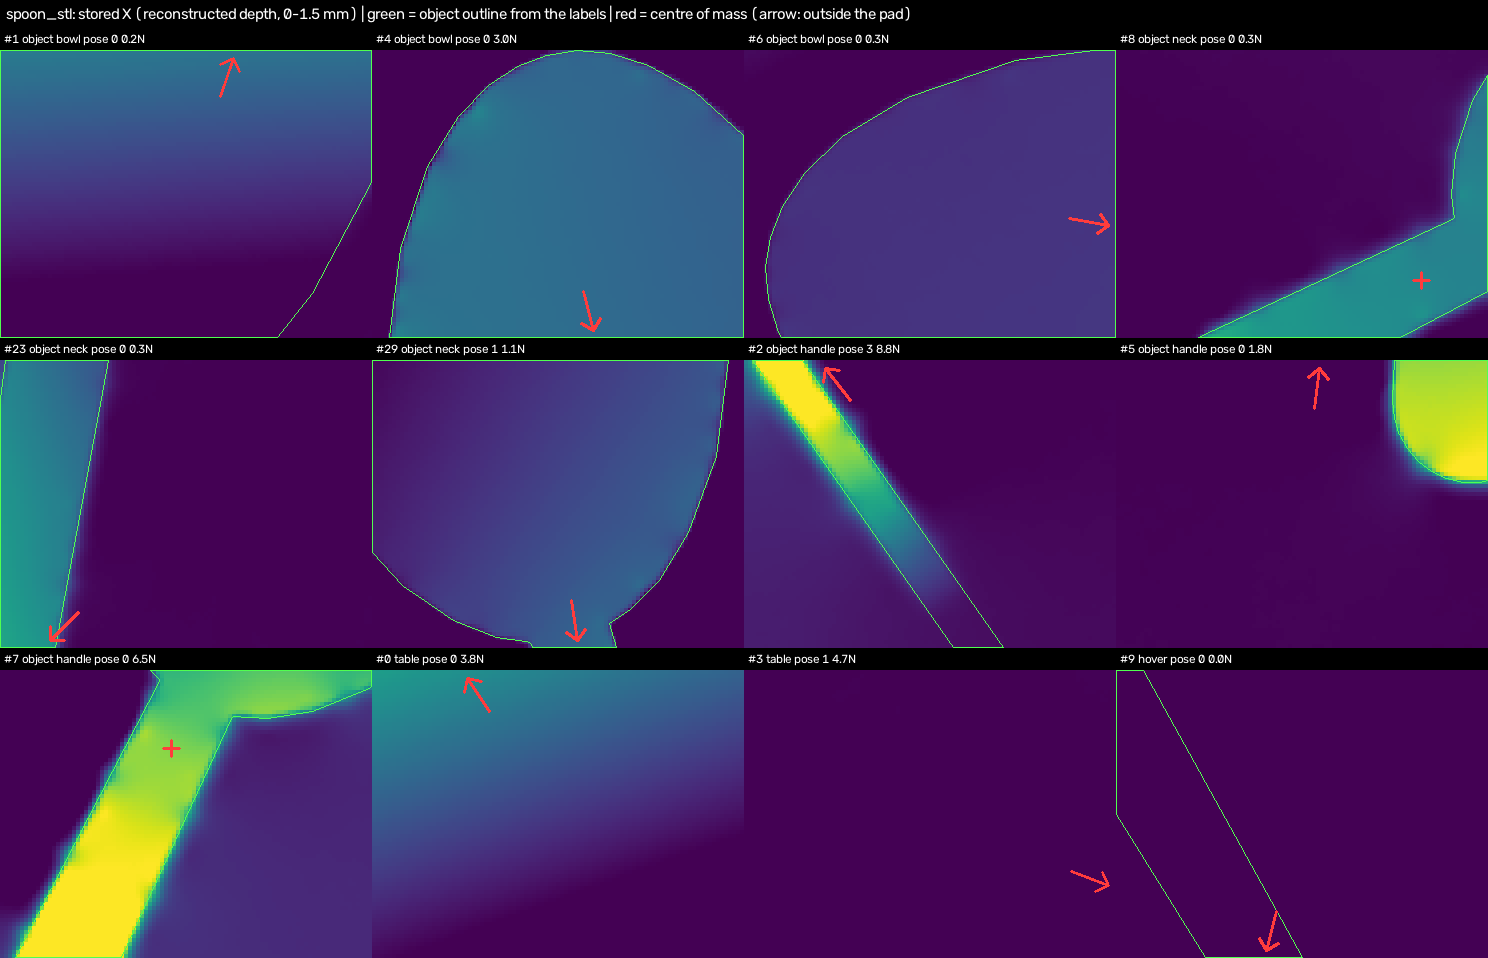 spoon_stl: stored X (reconstructed depth, 0-1.5 mm) | green = object outline from the labels | red = centre of mass (arrow: outside the pad)
#1 object bowl pose 0 0.2N
#4 object bowl pose 0 3.0N
#6 object bowl pose 0 0.3N
#8 object neck pose 0 0.3N
#23 object neck pose 0 0.3N
#29 object neck pose 1 1.1N
#2 object handle pose 3 8.8N
#5 object handle pose 0 1.8N
#7 object handle pose 0 6.5N
#0 table pose 0 3.8N
#3 table pose 1 4.7N
#9 hover pose 0 0.0N